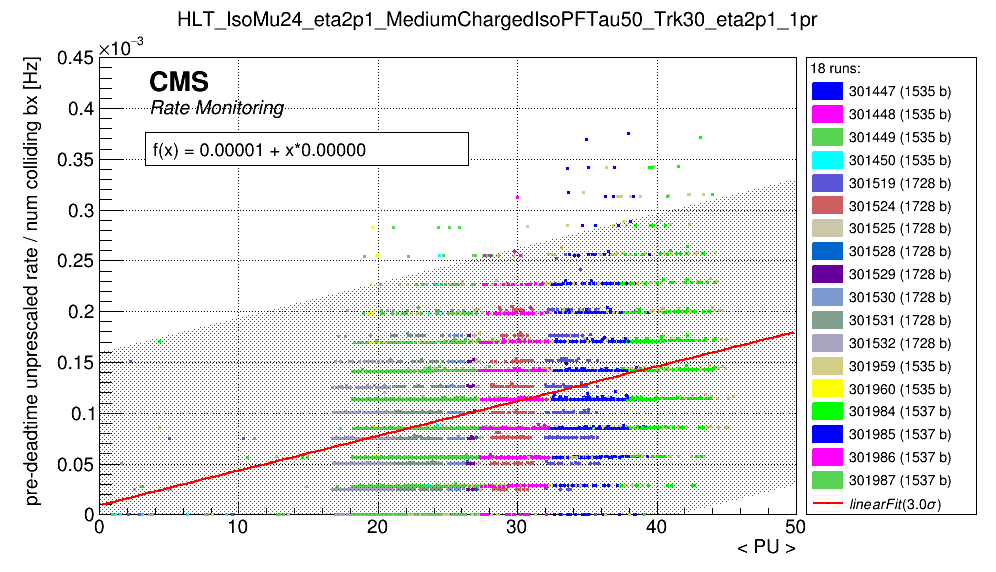 HLT_IsoMu24_eta2p1_MediumChargedIsoPFTau50_Trk30_eta2p1_1pr
×10⁻³
pre-deadtime unprescaled rate / num colliding bx [Hz]
0.45
0.4
0.35
0.3
0.25
0.2
0.15
0.1
0.05
0
CMS
Rate Monitoring
f(x) = 0.00001 + x*0.00000
0 10 20 30 40 50
< PU >
18 runs:
301447 (1535 b)
301448 (1535 b)
301449 (1535 b)
301450 (1535 b)
301519 (1728 b)
301524 (1728 b)
301525 (1728 b)
301528 (1728 b)
301529 (1728 b)
301530 (1728 b)
301531 (1728 b)
301532 (1728 b)
301959 (1535 b)
301960 (1535 b)
301984 (1537 b)
301985 (1537 b)
301986 (1537 b)
301987 (1537 b)
linearFit(3.0σ)